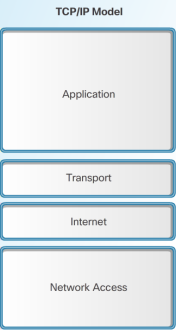 TCP/IP Model
Application
Transport
Internet
Network Access